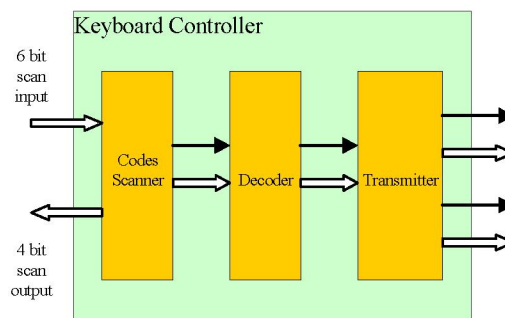 Keyboard Controller
6 bit
scan
input
Codes
Scanner
Decoder
Transmitter
4 bit
scan
output